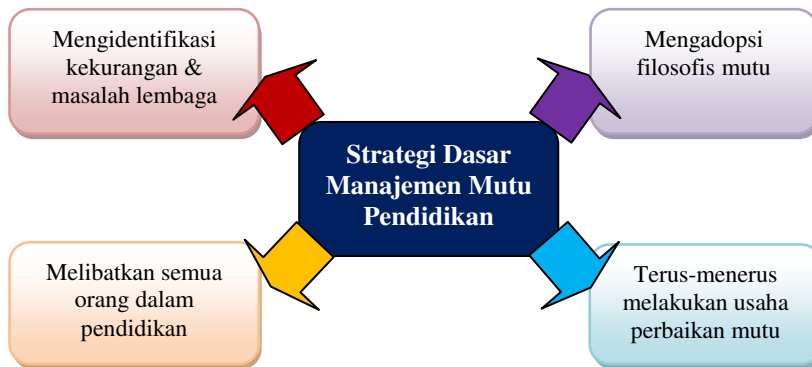 Mengidentifikasi
kekurangan &
masalah lembaga
Mengadopsi
filosofis mutu
Strategi Dasar
Manajemen Mutu
Pendidikan
Melibatkan semua
orang dalam
pendidikan
Terus-menerus
melakukan usaha
perbaikan mutu